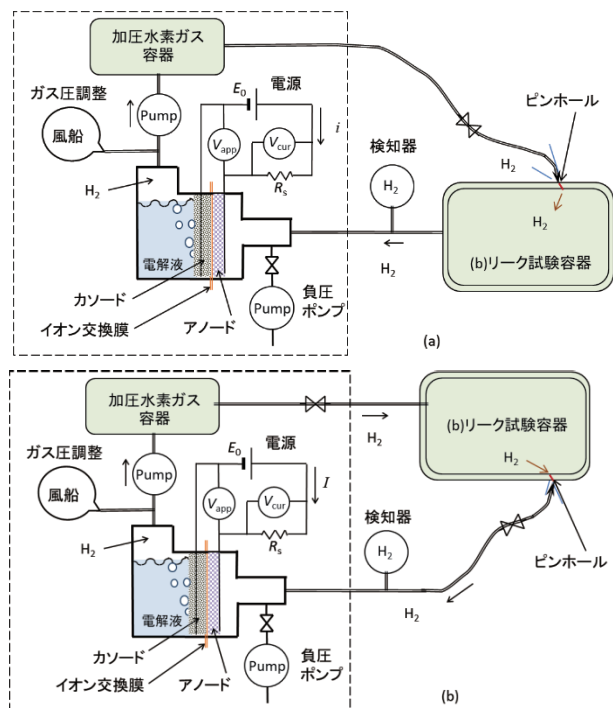 加圧水素ガス
容器
ガス圧調整
風船
Pump
E0
電源
i
Vapp
Vcur
Rs
H2
電解液
カソード
イオン交換膜
アノード
Pump
負圧
ポンプ
検知器
H2
H2
ピンホール
H2
H2
(b)リーク試験容器
(a)
加圧水素ガス
容器
H2
(b)リーク試験容器
H2
ガス圧調整
風船
Pump
E0
電源
I
Vapp
Vcur
Rs
H2
電解液
カソード
イオン交換膜
アノード
Pump
負圧
ポンプ
検知器
H2
H2
ピンホール
(b)